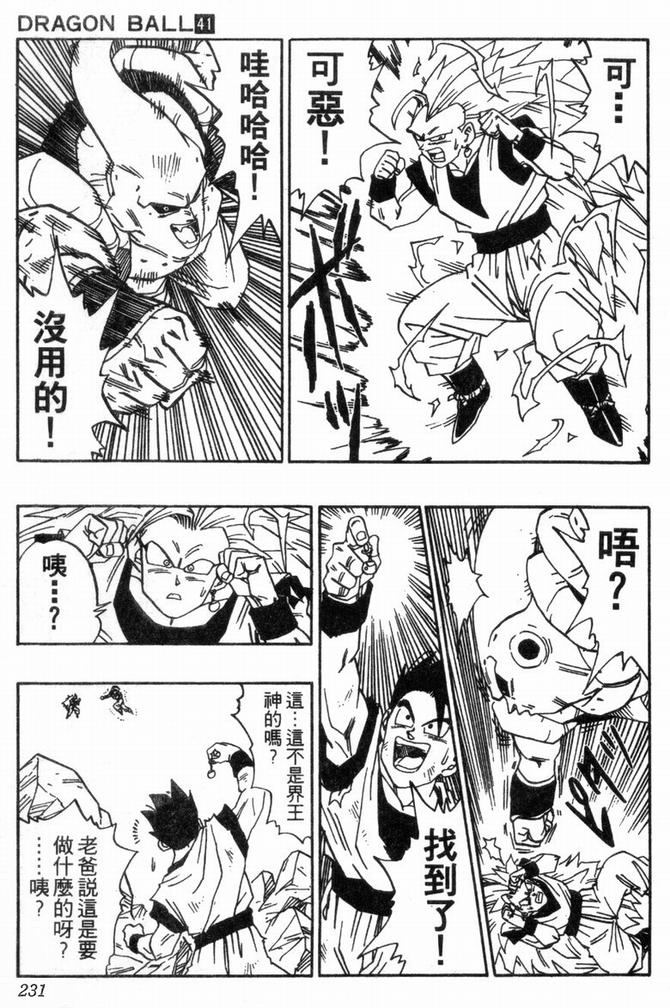 DRAGON BALL 41
可…
可惡！
哇哈哈哈！
沒用的！
唔？
找到了！
咦…？
這…這不是界王
神的嗎？
老爸說這是要
做什麼的呀？
……咦？
231